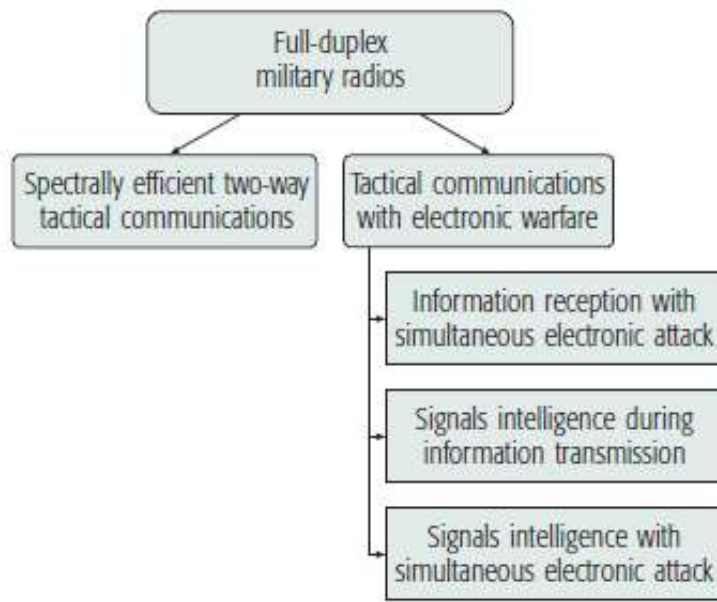 Full-duplex
military radios
Spectrally efficient two-way
tactical communications
Tactical communications
with electronic warfare
Information reception with
simultaneous electronic attack
Signals intelligence during
information transmission
Signals intelligence with
simultaneous electronic attack